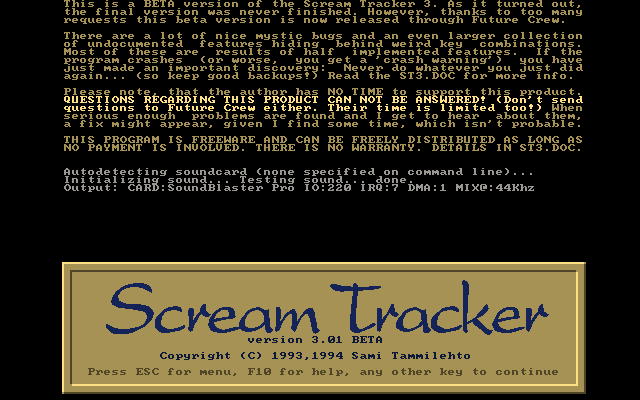 This is a BETA version of the Scream Tracker 3. As it turned out,
the final version was never finished. However, thanks to too many
requests this beta version is now released through Future Crew.
There are a lot of nice mystic bugs and an even larger collection
of undocumented features hiding behind weird key combinations.
Most of these are results of half implemented features. If the
program crashes (or worse, you get a 'crash warning') you have
just made an important discovery: Never do whatever you just did
again... (so keep good backups!) Read the ST3.DOC for more info.
Please note, that the author has NO TIME to support this product.
QUESTIONS REGARDING THIS PRODUCT CAN NOT BE ANSWERED! (Don't send
questions to Future Crew either. Their time is limited too!) When
serious enough problems are found and I get to hear about them,
a fix might appear, given I find some time, which isn't probable.
THIS PROGRAM IS FREEWARE AND CAN BE FREELY DISTRIBUTED AS LONG AS
NO PAYMENT IS INVOLVED. THERE IS NO WARRANTY. DETAILS IN ST3.DOC.
Autodetecting soundcard (none specified on command line)...
Initializing sound... Testing sound... done.
Output: CARD:SoundBlaster Pro IO:220 IRQ:7 DMA:1 MIX@:44Khz
Scream Tracker
version 3.01 BETA
Copyright (C) 1993,1994 Sami Tammilehto
Press ESC for menu, F10 for help, any other key to continue